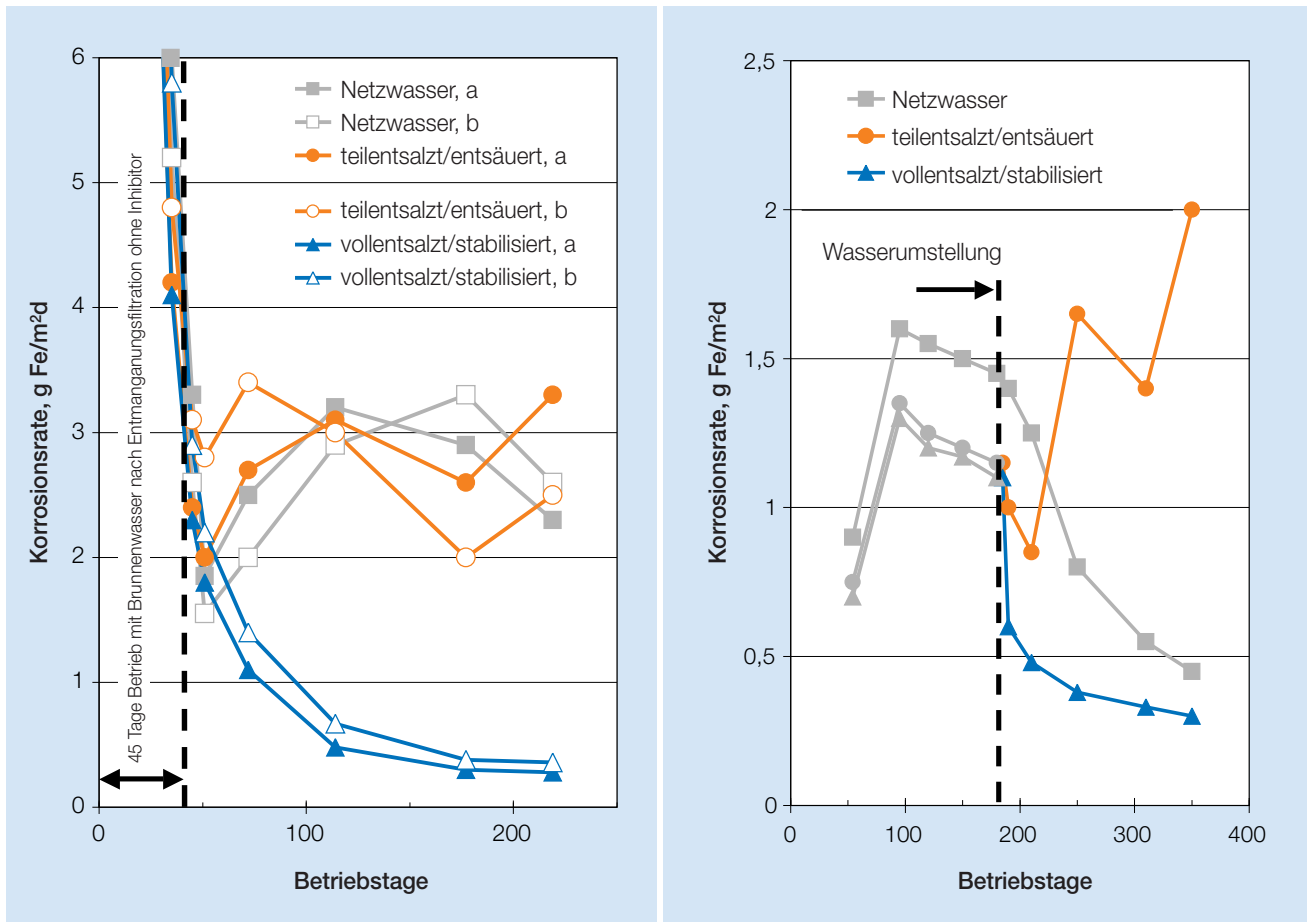 6
5
4
3
2
1
0
0
100
200
Korrosionsrate, g Fe/m²d
Betriebstage
45 Tage Betrieb mit Brunnenwasser nach Entmanganungsfiltration ohne Inhibitor
Netzwasser, a
Netzwasser, b
teilentsalzt/entsäuert, a
teilentsalzt/entsäuert, b
vollentsalzt/stabilisiert, a
vollentsalzt/stabilisiert, b
2,5
2
1,5
1
0,5
0
0
100
200
300
400
Korrosionsrate, g Fe/m²d
Betriebstage
Netzwasser
teilentsalzt/entsäuert
vollentsalzt/stabilisiert
Wasserumstellung